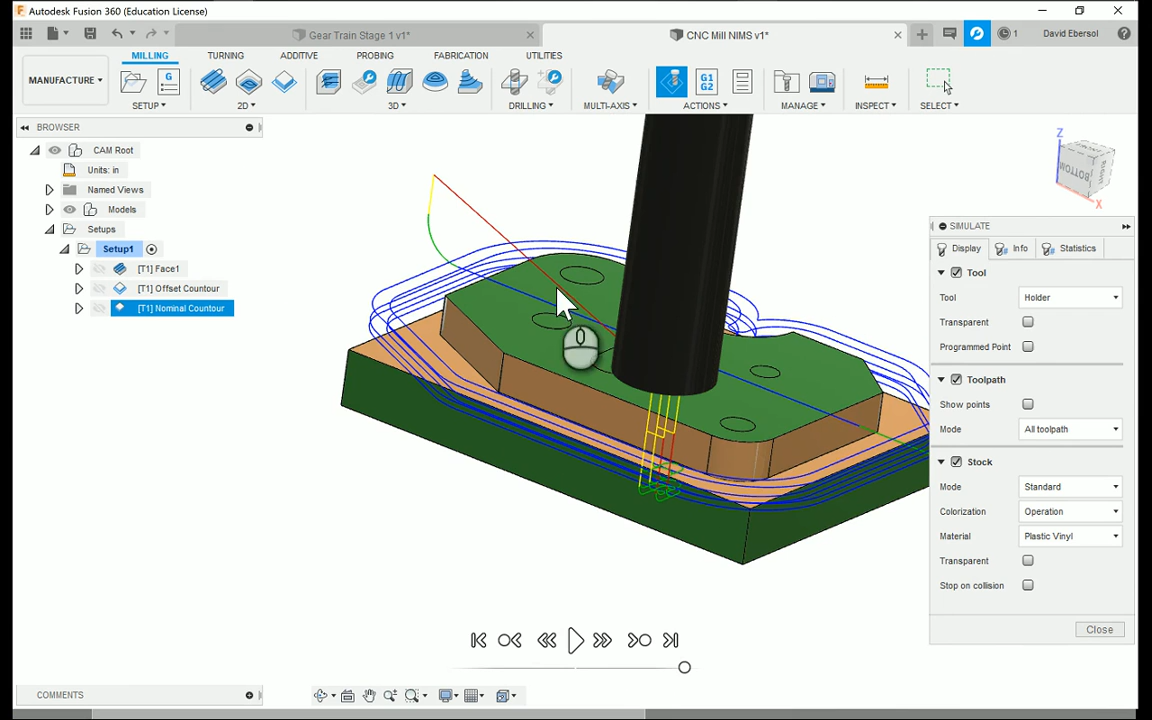 Autodesk Fusion 360 (Education License)
Gear Train Stage 1 v1*
CNC Mill NIMS v1*
1
David Ebersol
MILLING
TURNING
ADDITIVE
PROBING
FABRICATION
UTILITIES
MANUFACTURE
G
G1
G2
SETUP
2D
3D
DRILLING
MULTI-AXIS
ACTIONS
MANAGE
INSPECT
SELECT
BROWSER
CAM Root
Units: in
Named Views
Models
Setups
Setup1
[T1] Face1
[T1] Offset Countour
[T1] Nominal Countour
Z
BOTTOM
RIGHT
X
SIMULATE
Display
Info
Statistics
Tool
Tool
Holder
Transparent
Programmed Point
Toolpath
Show points
Mode
All toolpath
Stock
Mode
Standard
Colorization
Operation
Material
Plastic Vinyl
Transparent
Stop on collision
Close
COMMENTS